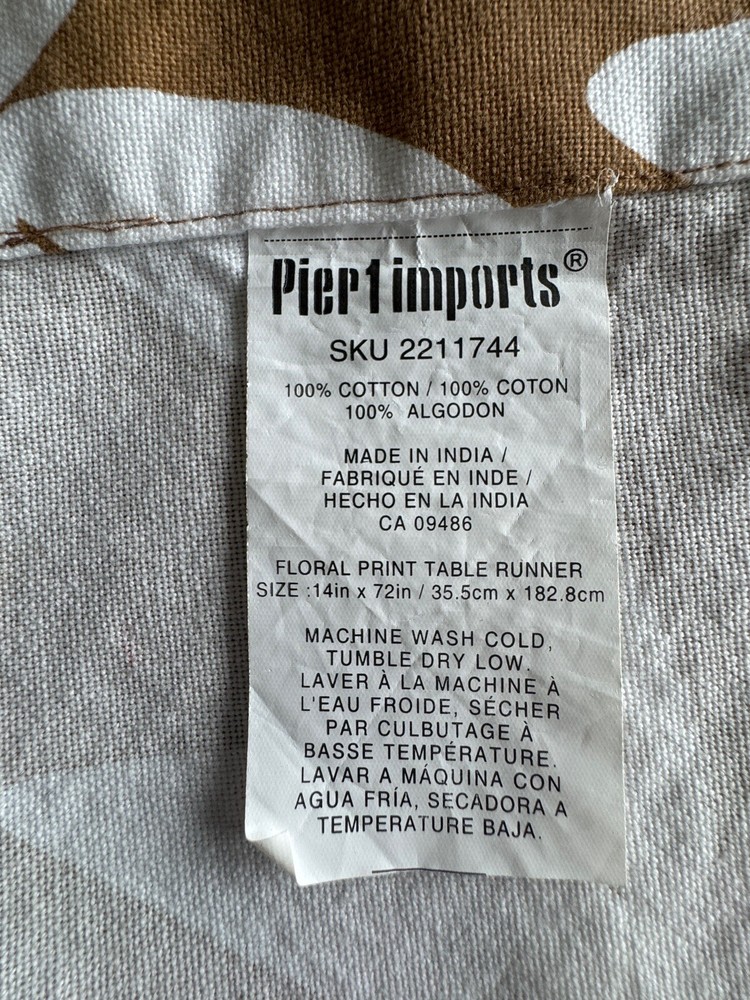 Pier1imports®
SKU 2211744
100% COTTON / 100% COTON
100% ALGODON
MADE IN INDIA /
FABRIQUÉ EN INDE /
HECHO EN LA INDIA
CA 09486
FLORAL PRINT TABLE RUNNER
SIZE :14in x 72in / 35.5cm x 182.8cm
MACHINE WASH COLD,
TUMBLE DRY LOW.
LAVER À LA MACHINE À
L'EAU FROIDE, SÉCHER
PAR CULBUTAGE À
BASSE TEMPÉRATURE.
LAVAR A MÁQUINA CON
AGUA FRÍA, SECADORA A
TEMPERATURE BAJA.